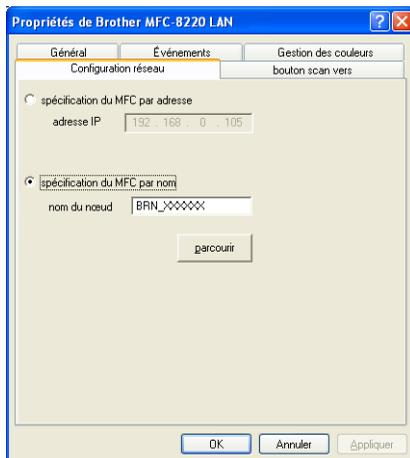 Propriétés de Brother MFC-8220 LAN
Général Événements Gestion des couleurs
Configuration réseau bouton scan vers
spécification du MFC par adresse
adresse IP 192 . 168 . 0 . 105
spécification du MFC par nom
nom du nœud BRN_XXXXXX
parcourir
OK Annuler Appliquer